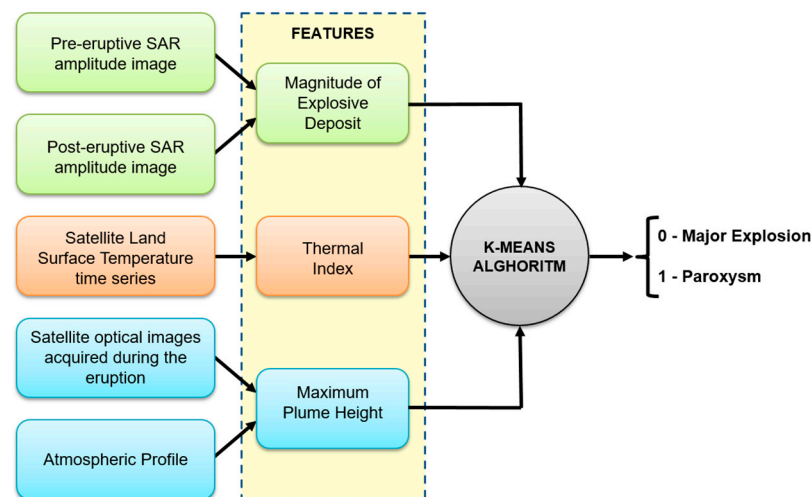 FEATURES
Pre-eruptive SAR
amplitude image
Post-eruptive SAR
amplitude image
Magnitude of
Explosive
Deposit
Satellite Land
Surface Temperature
time series
Thermal
Index
Satellite optical images
acquired during the
eruption
Atmospheric Profile
Maximum
Plume Height
K-MEANS
ALGHORITM
0 - Major Explosion
1 - Paroxysm